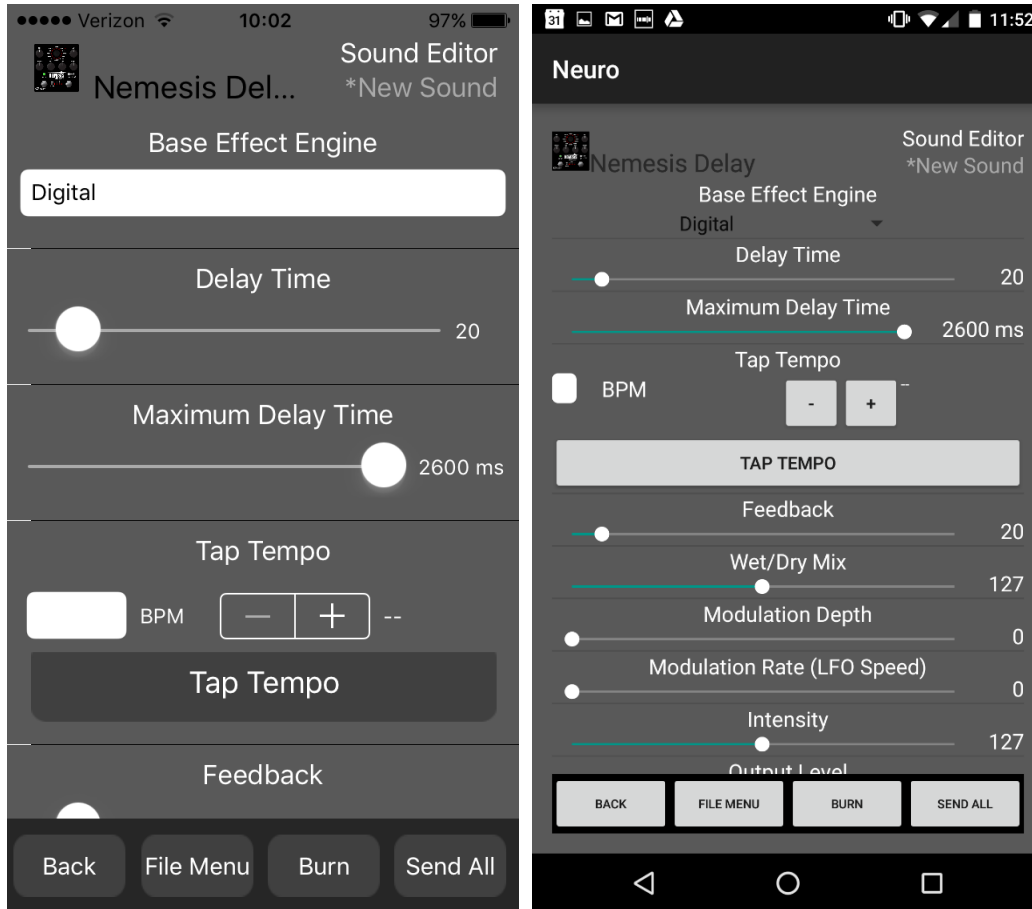 Verizon 10:02 97%
Sound Editor
Nemesis Del... *New Sound
Base Effect Engine
Digital
Delay Time
20
Maximum Delay Time
2600 ms
Tap Tempo
BPM − + --
Tap Tempo
Feedback
Back File Menu Burn Send All
31 11:52
Neuro
Sound Editor
Nemesis Delay *New Sound
Base Effect Engine
Digital
Delay Time
20
Maximum Delay Time
2600 ms
Tap Tempo
BPM - + --
TAP TEMPO
Feedback
20
Wet/Dry Mix
127
Modulation Depth
0
Modulation Rate (LFO Speed)
0
Intensity
127
Output Level
BACK FILE MENU BURN SEND ALL